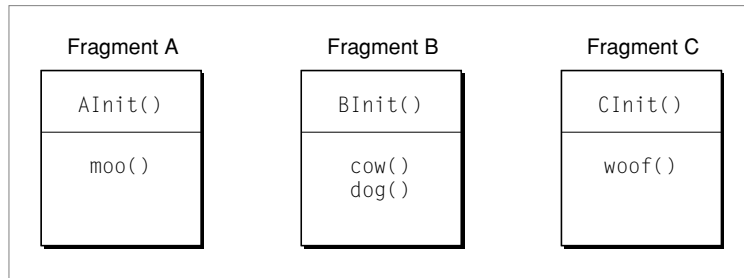 Fragment A
Fragment B
Fragment C
AInit()
BInit()
CInit()
moo()
cow()
dog()
woof()